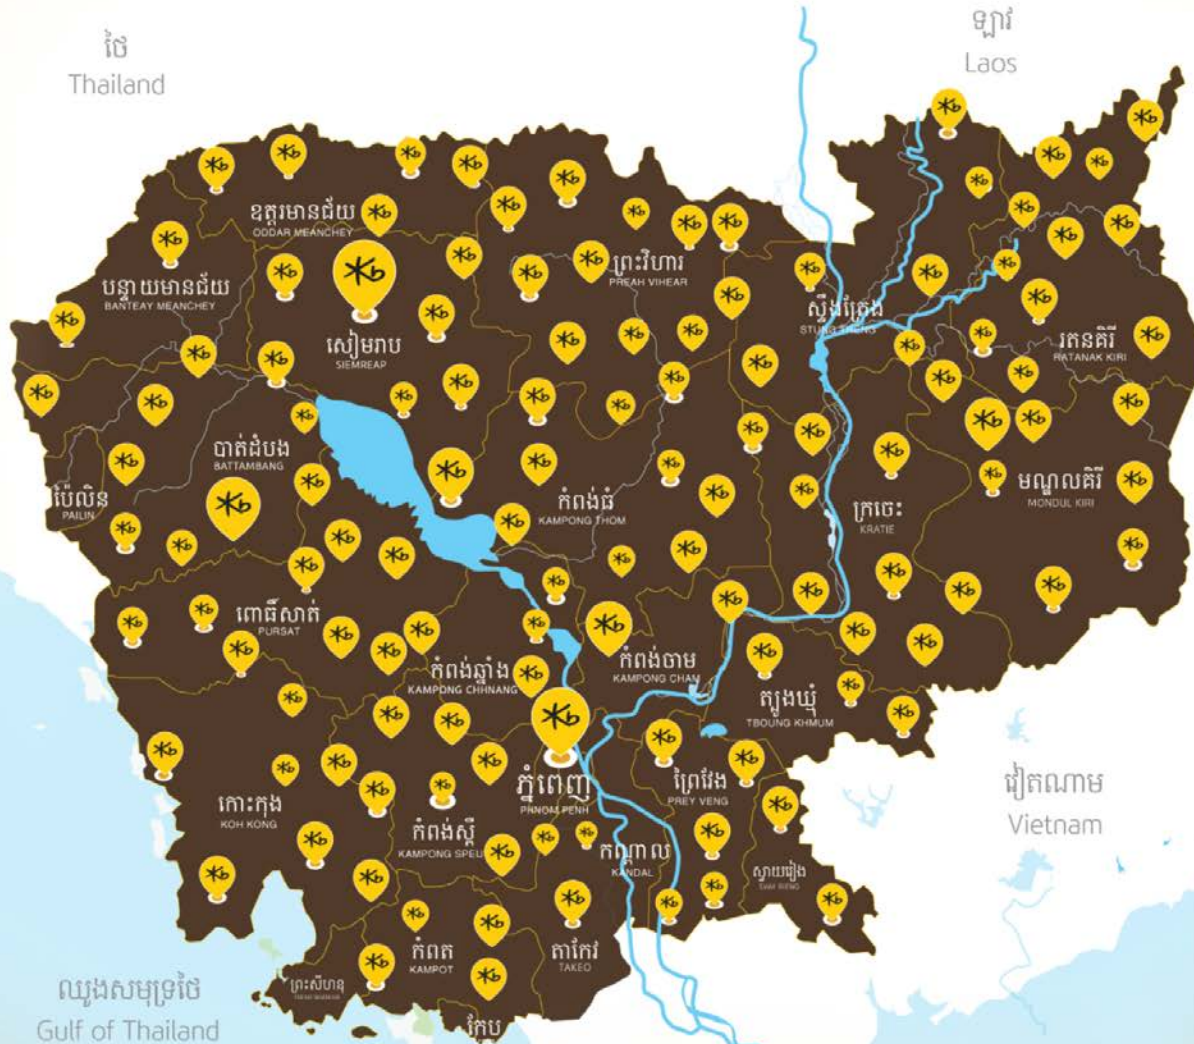 ថៃ
Thailand
ឡាវ
Laos
ឧត្តរមានជ័យ
ODDAR MEANCHEY
បន្ទាយមានជ័យ
BANTEAY MEANCHEY
ព្រះវិហារ
PREAH VIHEAR
ស្ទឹងត្រែង
STUNG TRENG
រតនគិរី
RATANAK KIRI
សៀមរាប
SIEMREAP
បាត់ដំបង
BATTAMBANG
ប៉ៃលិន
PAILIN
កំពង់ធំ
KAMPONG THOM
មណ្ឌលគិរី
MONDUL KIRI
ក្រចេះ
KRATIE
ពោធិ៍សាត់
PURSAT
កំពង់ឆ្នាំង
KAMPONG CHHNANG
កំពង់ចាម
KAMPONG CHAM
ត្បូងឃ្មុំ
TBOUNG KHMUM
ភ្នំពេញ
PHNOM PENH
ព្រៃវែង
PREY VENG
កោះកុង
KOH KONG
កំពង់ស្ពឺ
KAMPONG SPEU
កណ្តាល
KANDAL
ស្វាយរៀង
វៀតណាម
Vietnam
កំពត
KAMPOT
តាកែវ
TAKEO
ព្រះសីហនុ
កែប
ឈូងសមុទ្រថៃ
Gulf of Thailand